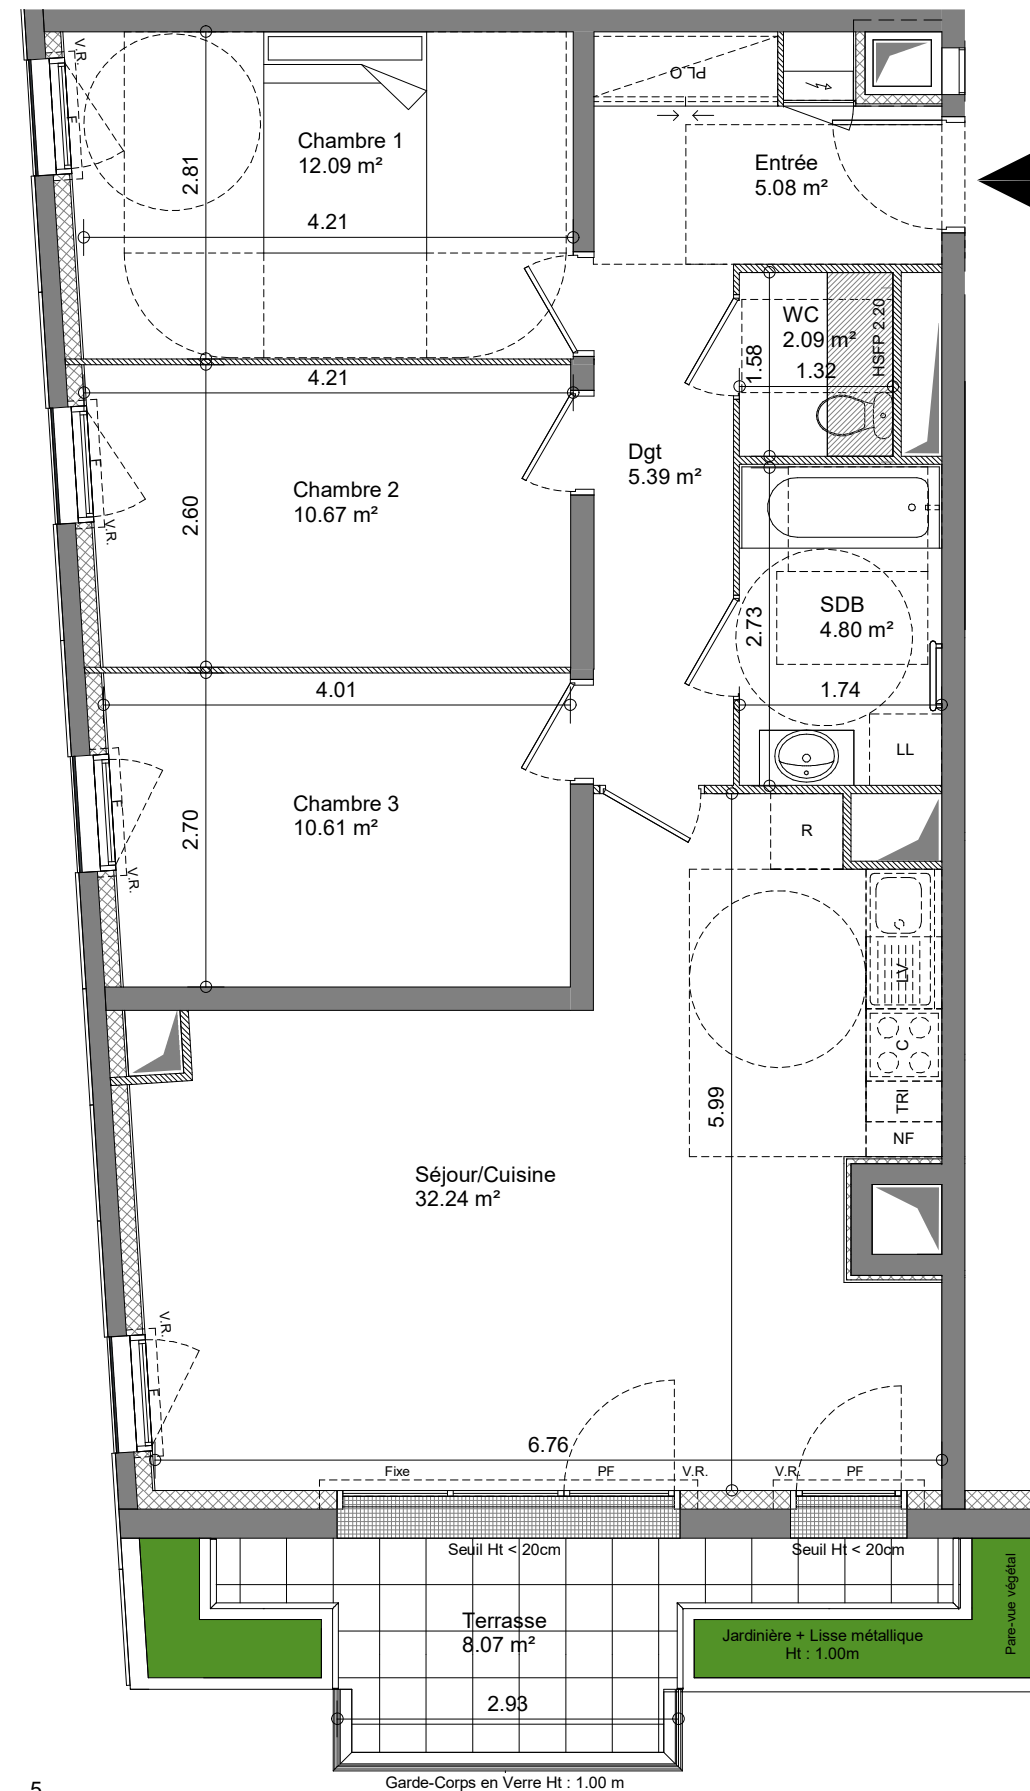 V.R.
PLO
Chambre 1
12.09 m²
2.81
4.21
Entrée
5.08 m²
WC
2.09 m²
1.32
1.58
HSFP 2.20
4.21
Dgt
5.39 m²
Chambre 2
10.67 m²
2.60
V.R.
SDB
4.80 m²
2.73
1.74
LL
4.01
Chambre 3
10.61 m²
2.70
V.R.
R
LV
C
TRI
NF
5.99
Séjour/Cuisine
32.24 m²
V.R.
6.76
Fixe
PF
V.R.
V.R.
PF
Seuil Ht < 20cm
Seuil Ht < 20cm
Terrasse
8.07 m²
Jardinière + Lisse métallique
Ht : 1.00m
Pare-vue végétal
2.93
Garde-Corps en Verre Ht : 1.00 m
5